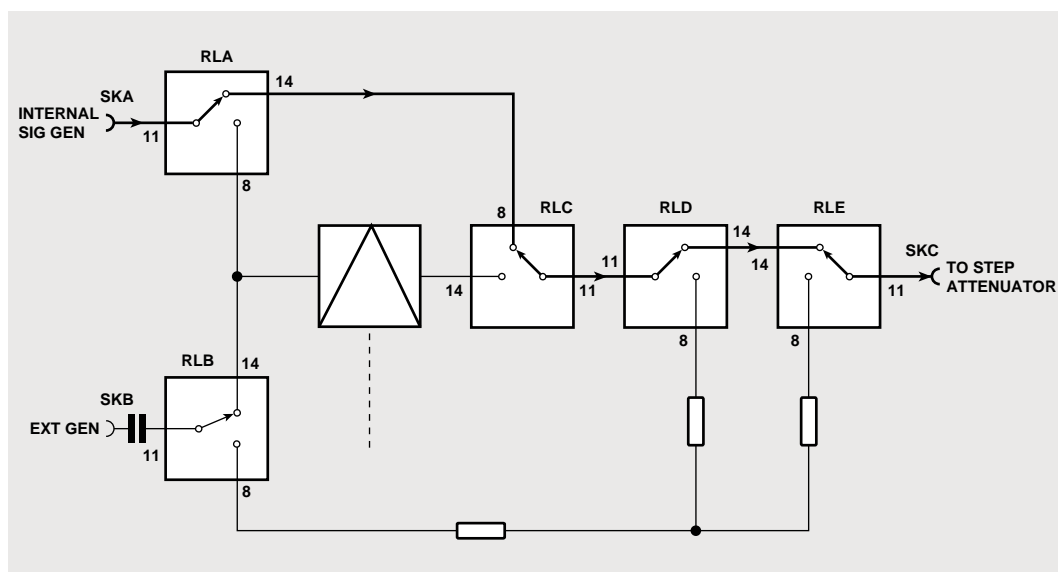 RLA
14
SKA
INTERNAL
SIG GEN
11
8
8
RLC
RLD
RLE
14
14
SKC
TO STEP
ATTENUATOR
11
11
11
14
8
8
RLB
14
SKB
EXT GEN
11
8